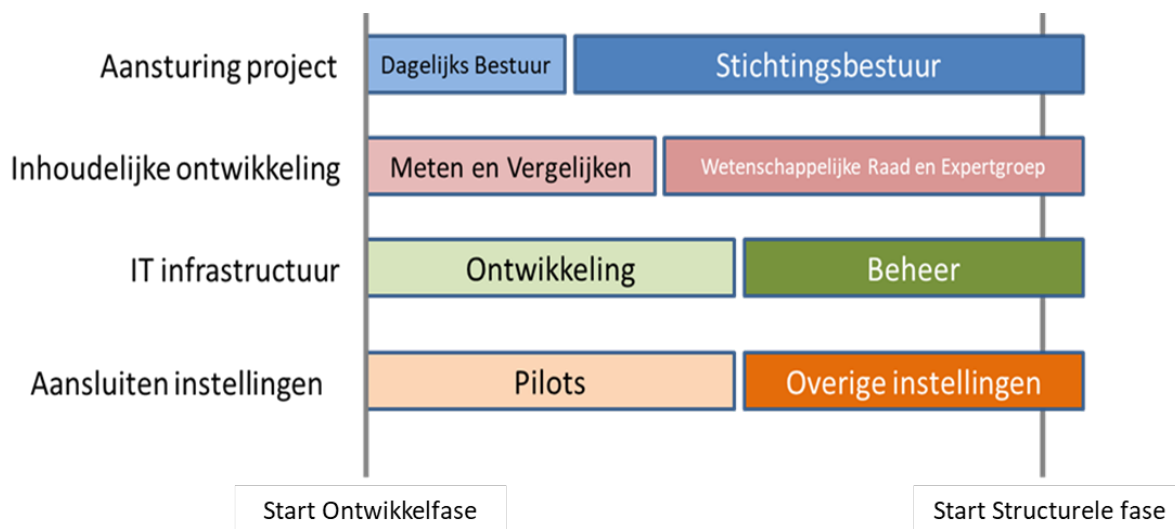 Aansturing project
Dagelijks Bestuur
Stichtingsbestuur
Inhoudelijke ontwikkeling
Meten en Vergelijken
Wetenschappelijke Raad en Expertgroep
IT infrastructuur
Ontwikkeling
Beheer
Aansluiten instellingen
Pilots
Overige instellingen
Start Ontwikkelfase
Start Structurele fase